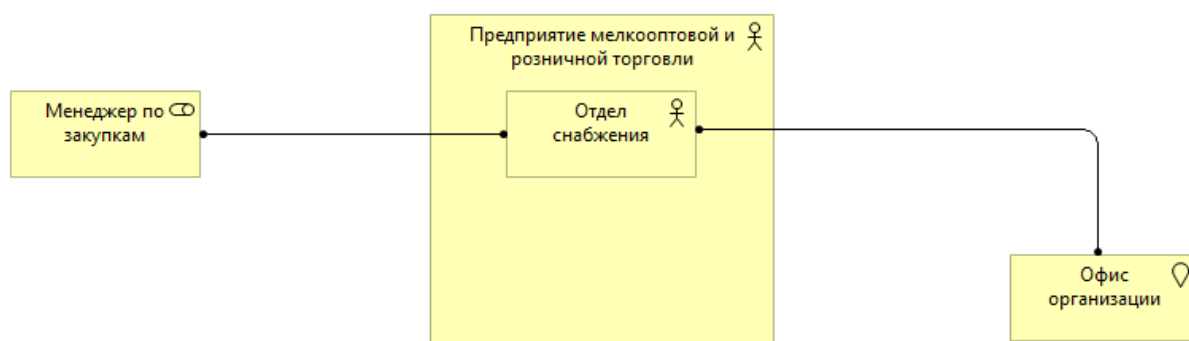 Предприятие мелкооптовой и
розничной торговли
Менеджер по
закупкам
Отдел
снабжения
Офис
организации